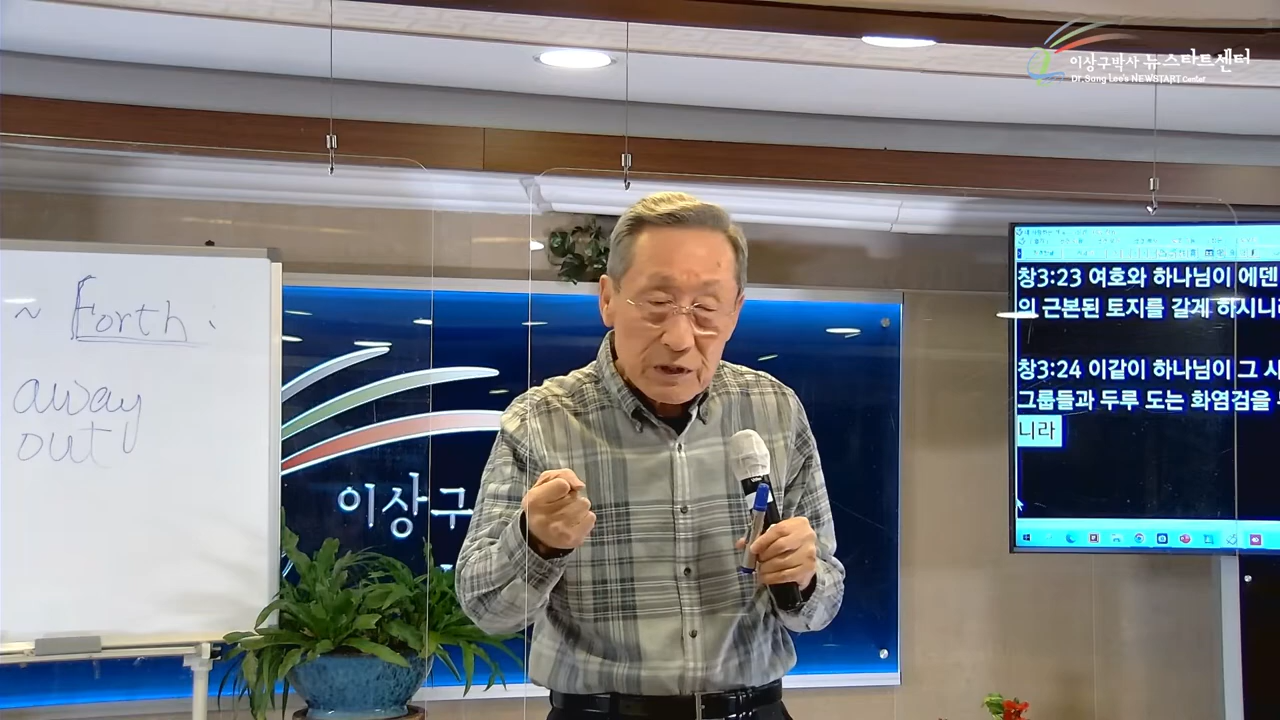 이상구박사 뉴스타트센터
Dr. Sang Lee's NEWSTART Center
~ Forth.
away
out
이상구
창3:23 여호와 하나님이 에덴
의 근본된 토지를 갈게 하시니라
창3:24 이같이 하나님이 그 사
그룹들과 두루 도는 화염검을
니라